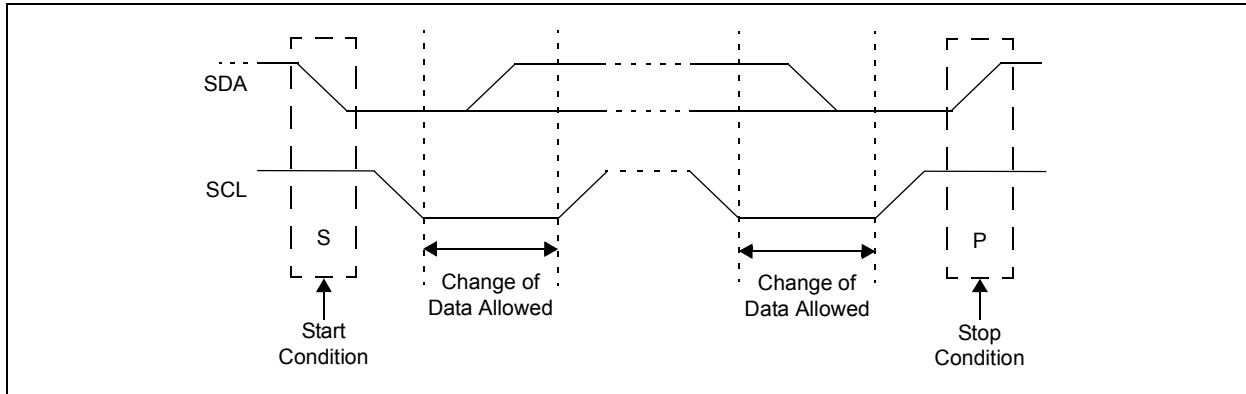 SDA
SCL
S
P
Change of
Data Allowed
Change of
Data Allowed
Start
Condition
Stop
Condition